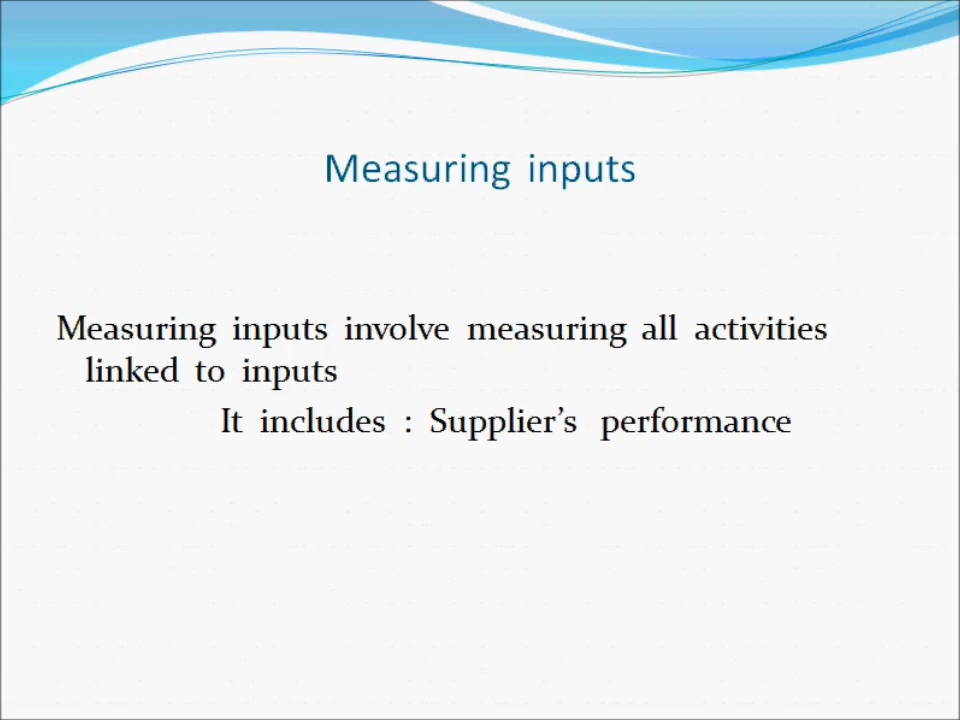 Measuring inputs
Measuring inputs involve measuring all activities
linked to inputs
It includes : Supplier’s performance